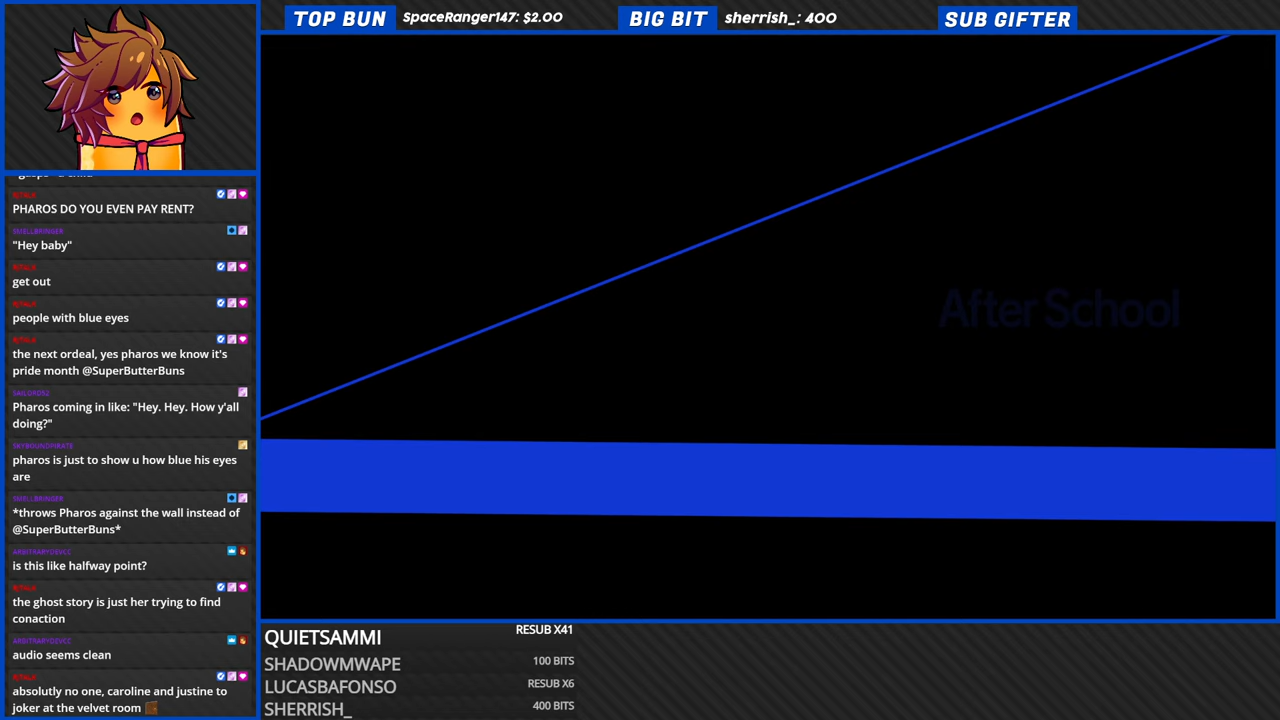 TOP BUN
SpaceRanger147: $2.00
BIG BIT
sherrish_: 400
SUB GIFTER
PHAROS DO YOU EVEN PAY RENT?
SMELLBRINGER
"Hey baby"
get out
people with blue eyes
the next ordeal, yes pharos we know it's
pride month @SuperButterBuns
Pharos coming in like: "Hey. Hey. How y'all
doing?"
SKYBOUNDPIRATE
pharos is just to show u how blue his eyes
are
SMELLBRINGER
*throws Pharos against the wall instead of
@SuperButterBuns*
ARBITRARYDEVCC
is this like halfway point?
the ghost story is just her trying to find
conaction
ARBITRARYDEVCC
audio seems clean
absolutly no one, caroline and justine to
joker at the velvet room
After School
QUIETSAMMI
RESUB X41
SHADOWMWAPE
100 BITS
LUCASBAFONSO
RESUB X6
SHERRISH_
400 BITS